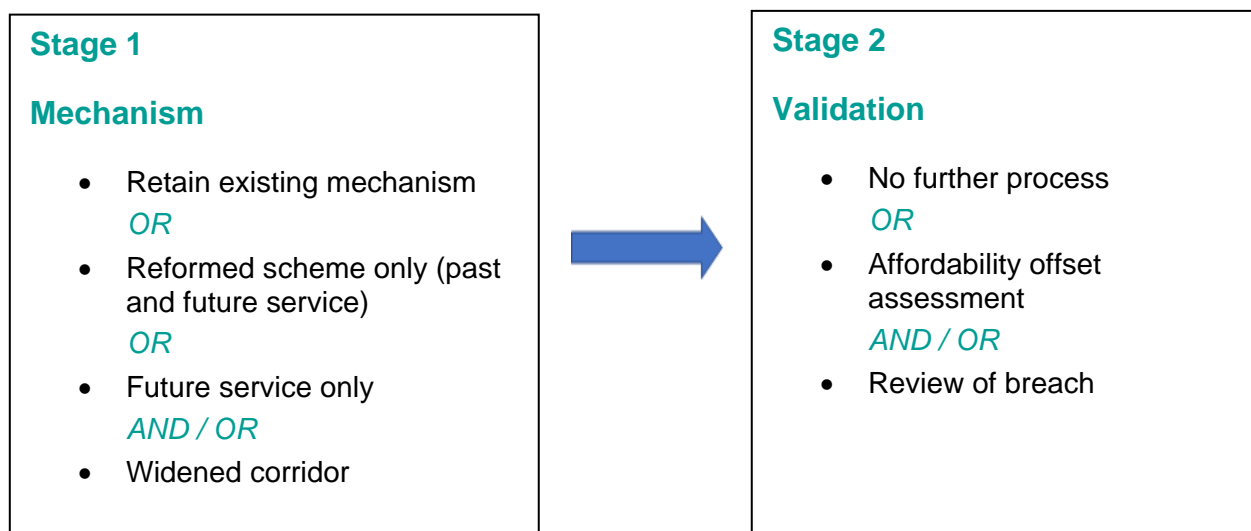 Stage 1
Mechanism
• Retain existing mechanism
OR
• Reformed scheme only (past
and future service)
OR
• Future service only
AND / OR
• Widened corridor
Stage 2
Validation
• No further process
OR
• Affordability offset
assessment
AND / OR
• Review of breach